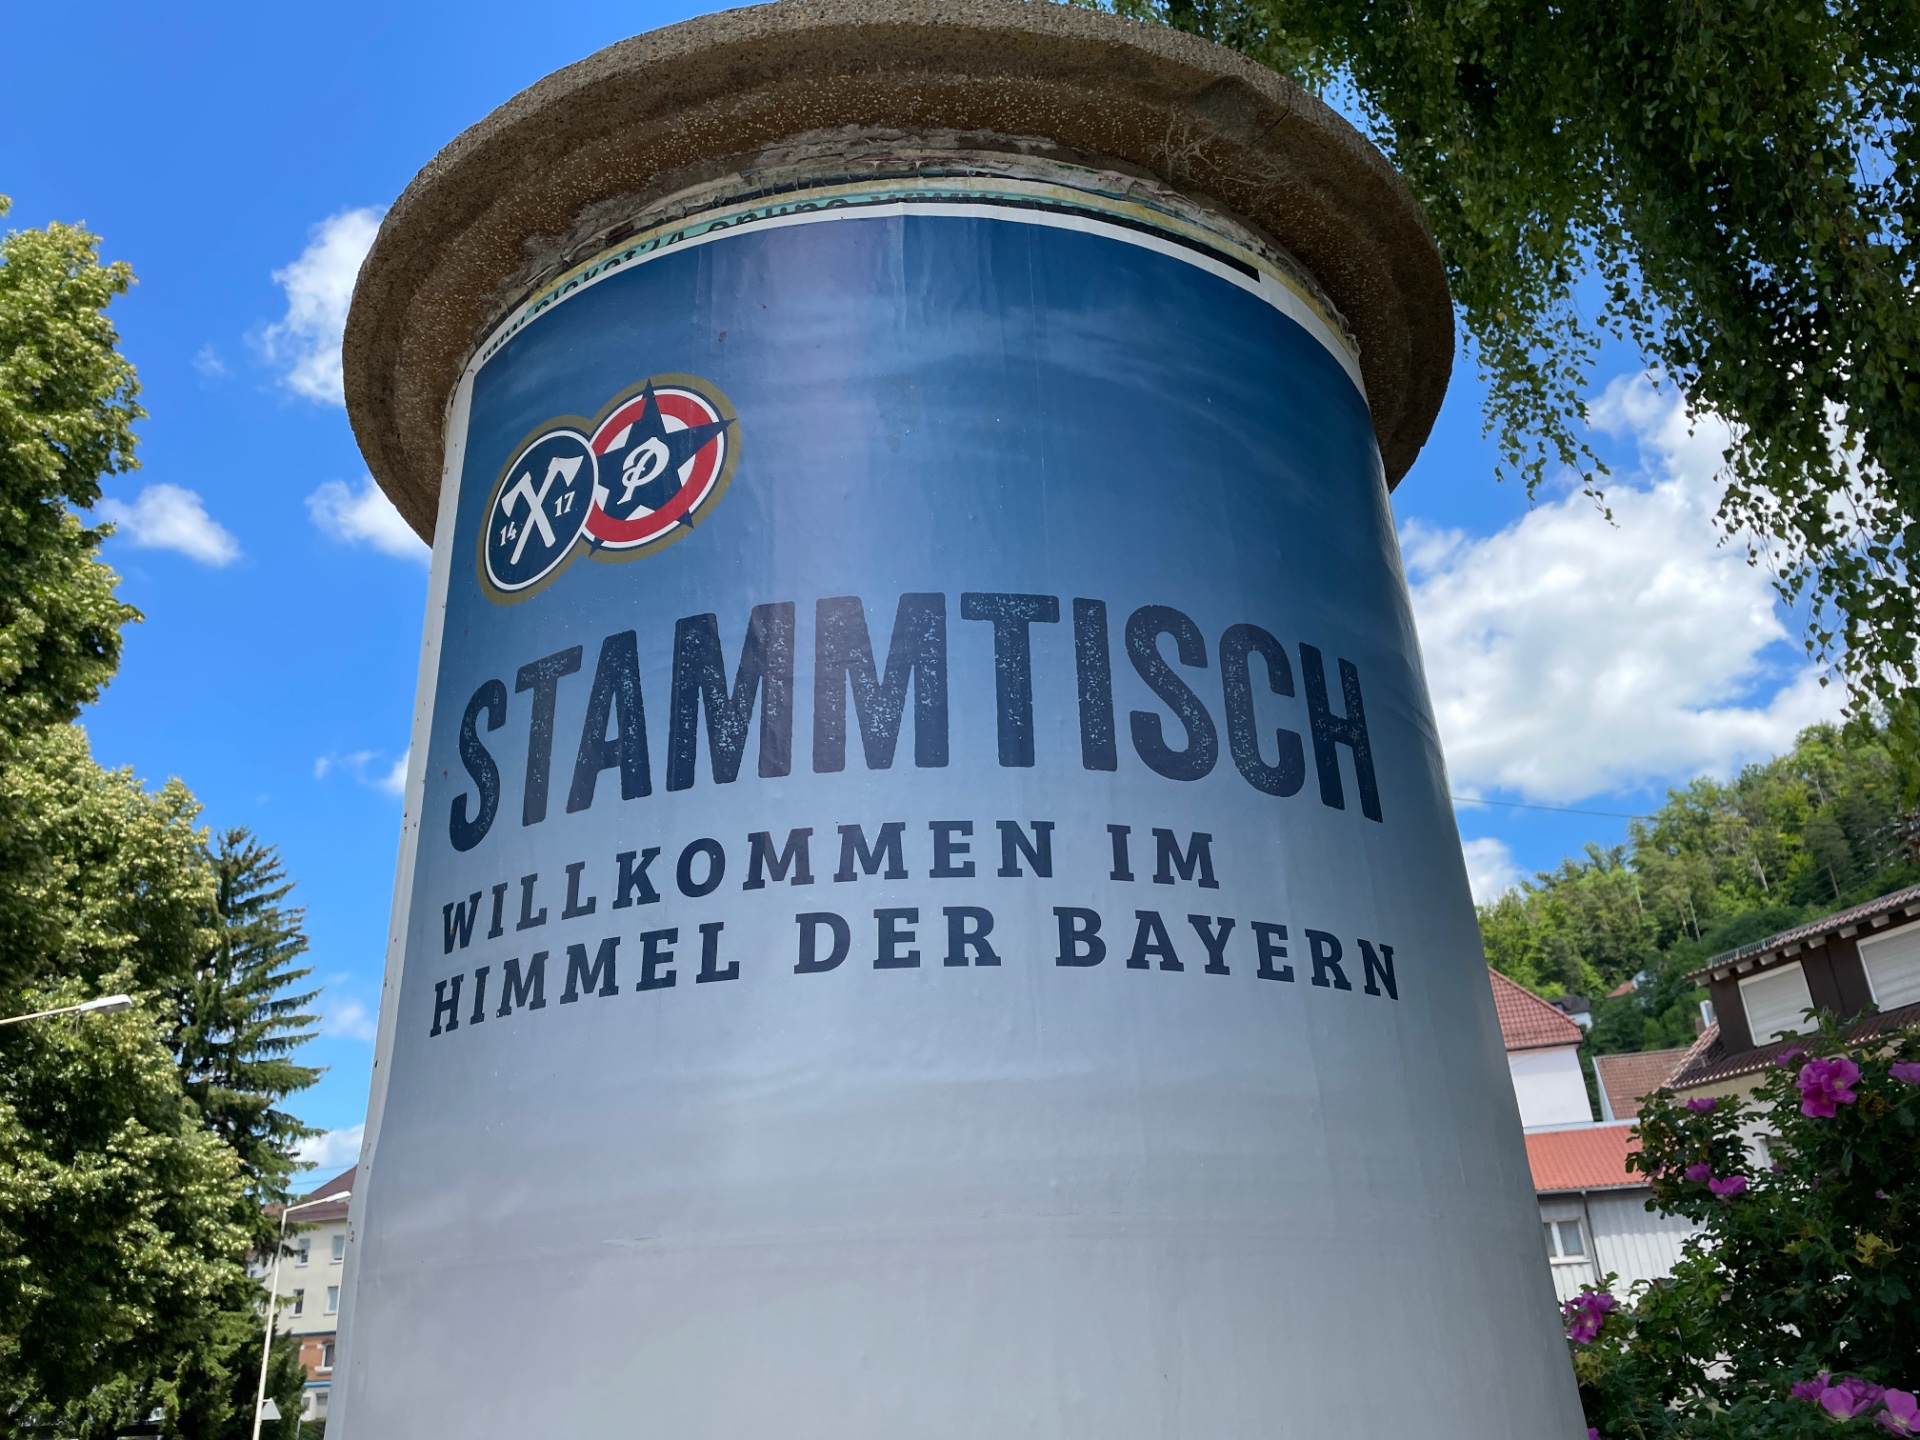 14 17
P
STAMMTISCH
WILLKOMMEN IM
HIMMEL DER BAYERN